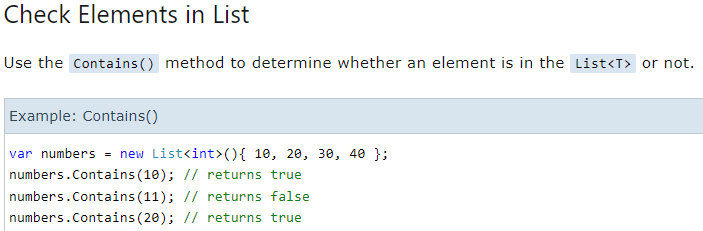 Check Elements in List
Use the Contains() method to determine whether an element is in the List<T> or not.
Example: Contains()
var numbers = new List<int>(){ 10, 20, 30, 40 };
numbers.Contains(10); // returns true
numbers.Contains(11); // returns false
numbers.Contains(20); // returns true